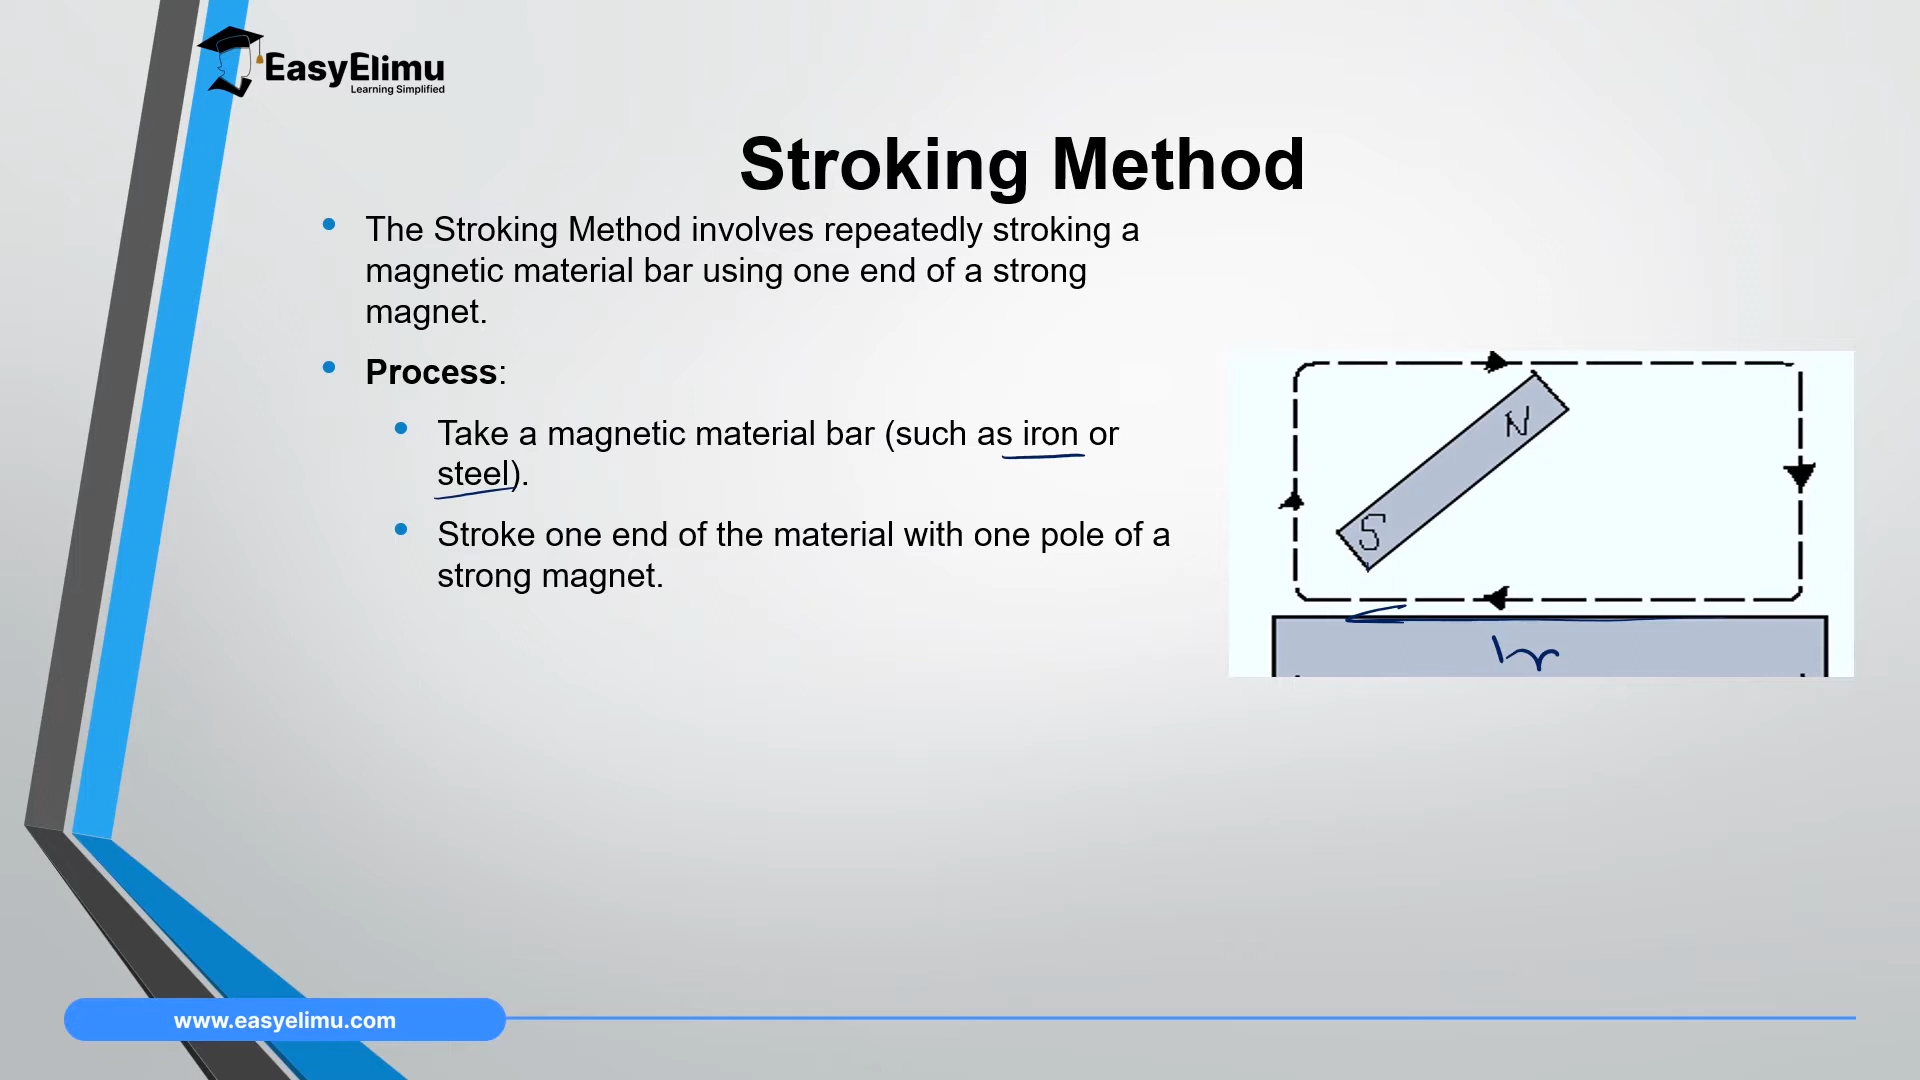 EasyElimu
Learning Simplified
Stroking Method
The Stroking Method involves repeatedly stroking a
magnetic material bar using one end of a strong
magnet.
Process:
Take a magnetic material bar (such as iron or
steel).
Stroke one end of the material with one pole of a
strong magnet.
N
S
www.easyelimu.com